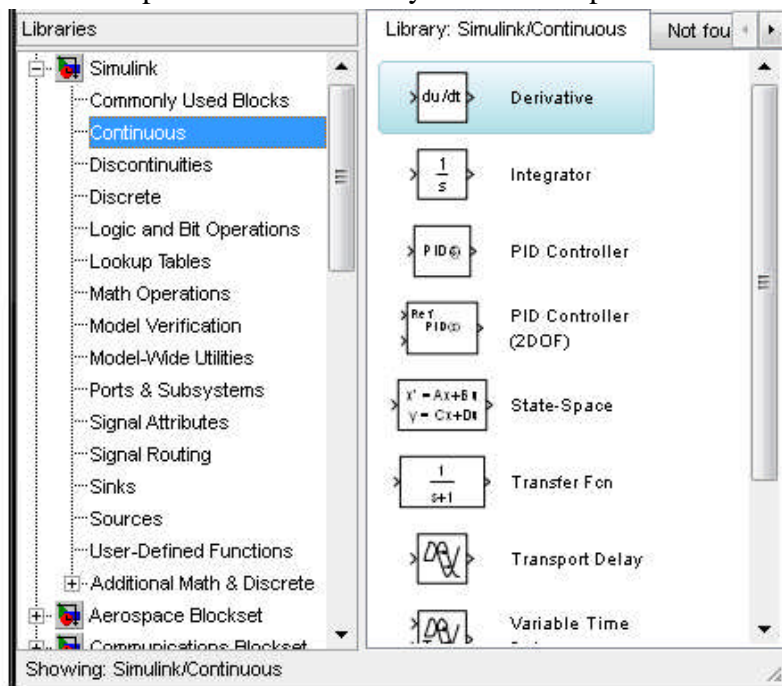 Libraries
Simulink
Commonly Used Blocks
Continuous
Discontinuities
Discrete
Logic and Bit Operations
Lookup Tables
Math Operations
Model Verification
Model-Wide Utilities
Ports & Subsystems
Signal Attributes
Signal Routing
Sinks
Sources
User-Defined Functions
Additional Math & Discrete
Aerospace Blockset
Communications Blockset
Library: Simulink/Continuous
Not fou
du/dt
Derivative
1
s
Integrator
PID(s)
PID Controller
Ref
PID(s)
PID Controller
(2DOF)
x' = Ax+Bu
y = Cx+Du
State-Space
1
s+1
Transfer Fcn
Transport Delay
Variable Time
Showing: Simulink/Continuous